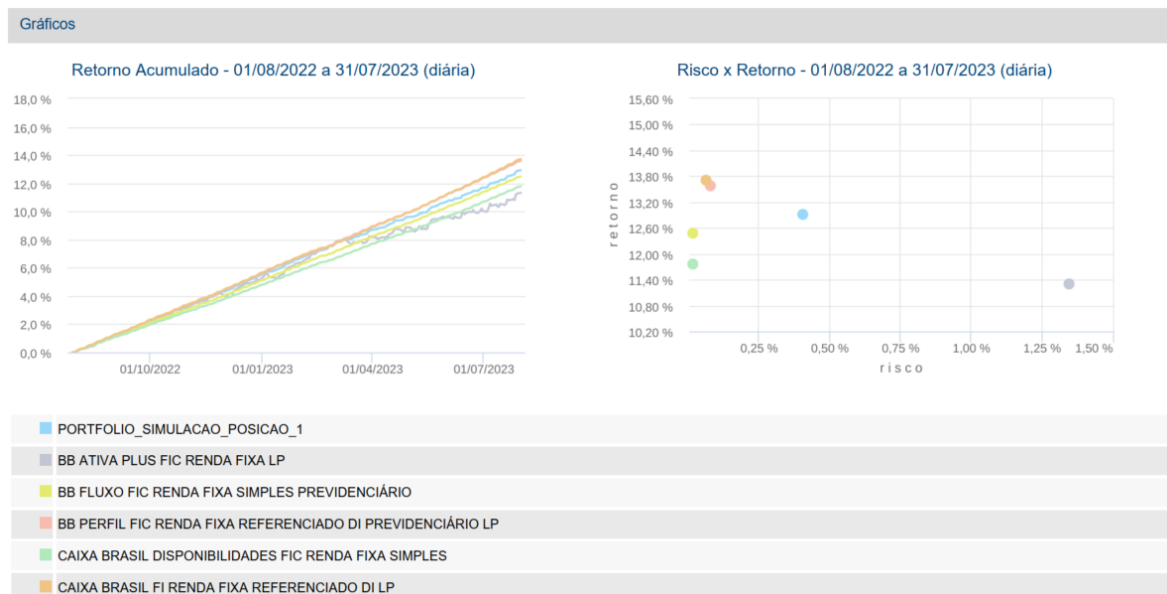 Gráficos
Retorno Acumulado - 01/08/2022 a 31/07/2023 (diária)
18,0 %
16,0 %
14,0 %
12,0 %
10,0 %
8,0 %
6,0 %
4,0 %
2,0 %
0,0 %
01/10/2022 01/01/2023 01/04/2023 01/07/2023
Risco x Retorno - 01/08/2022 a 31/07/2023 (diária)
retorno
15,60 %
15,00 %
14,40 %
13,80 %
13,20 %
12,60 %
12,00 %
11,40 %
10,80 %
10,20 %
0,25 % 0,50 % 0,75 % 1,00 % 1,25 % 1,50 %
risco
PORTFOLIO_SIMULACAO_POSICAO_1
BB ATIVA PLUS FIC RENDA FIXA LP
BB FLUXO FIC RENDA FIXA SIMPLES PREVIDENCIÁRIO
BB PERFIL FIC RENDA FIXA REFERENCIADO DI PREVIDENCIÁRIO LP
CAIXA BRASIL DISPONIBILIDADES FIC RENDA FIXA SIMPLES
CAIXA BRASIL FI RENDA FIXA REFERENCIADO DI LP